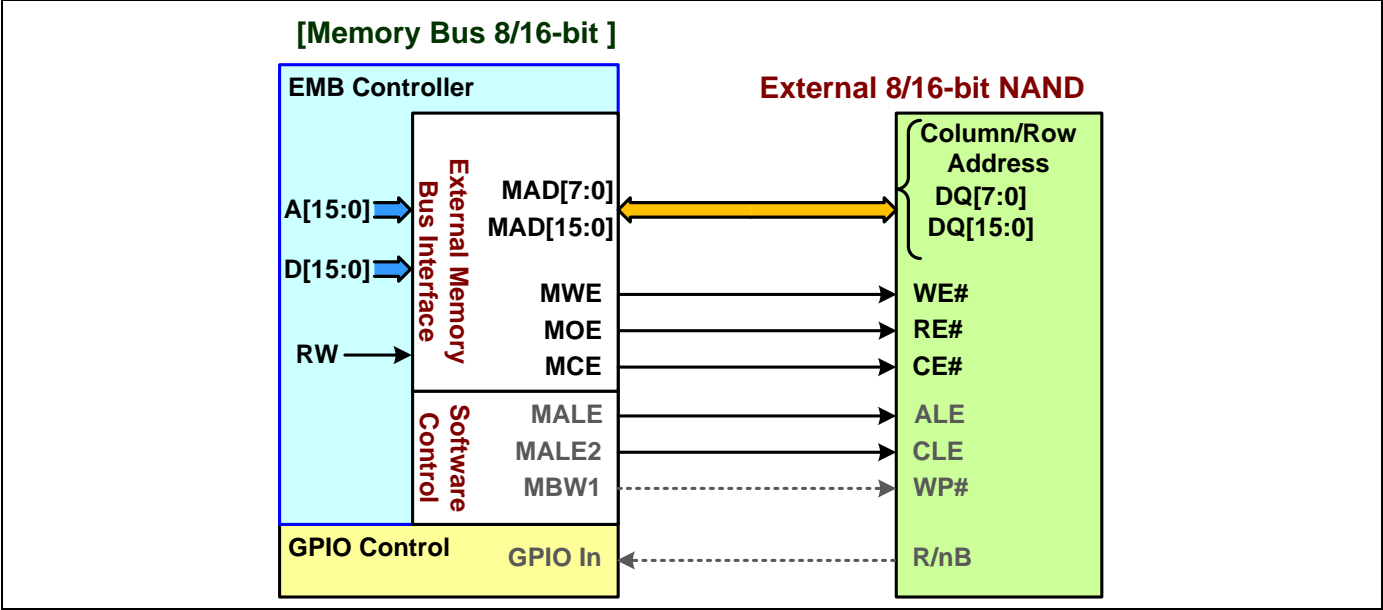 [Memory Bus 8/16-bit ]
EMB Controller
External 8/16-bit NAND
A[15:0]
D[15:0]
RW
External Memory
Bus Interface
MAD[7:0]
MAD[15:0]
MWE
MOE
MCE
Software
Control
MALE
MALE2
MBW1
GPIO Control
GPIO In
Column/Row
Address
DQ[7:0]
DQ[15:0]
WE#
RE#
CE#
ALE
CLE
WP#
R/nB